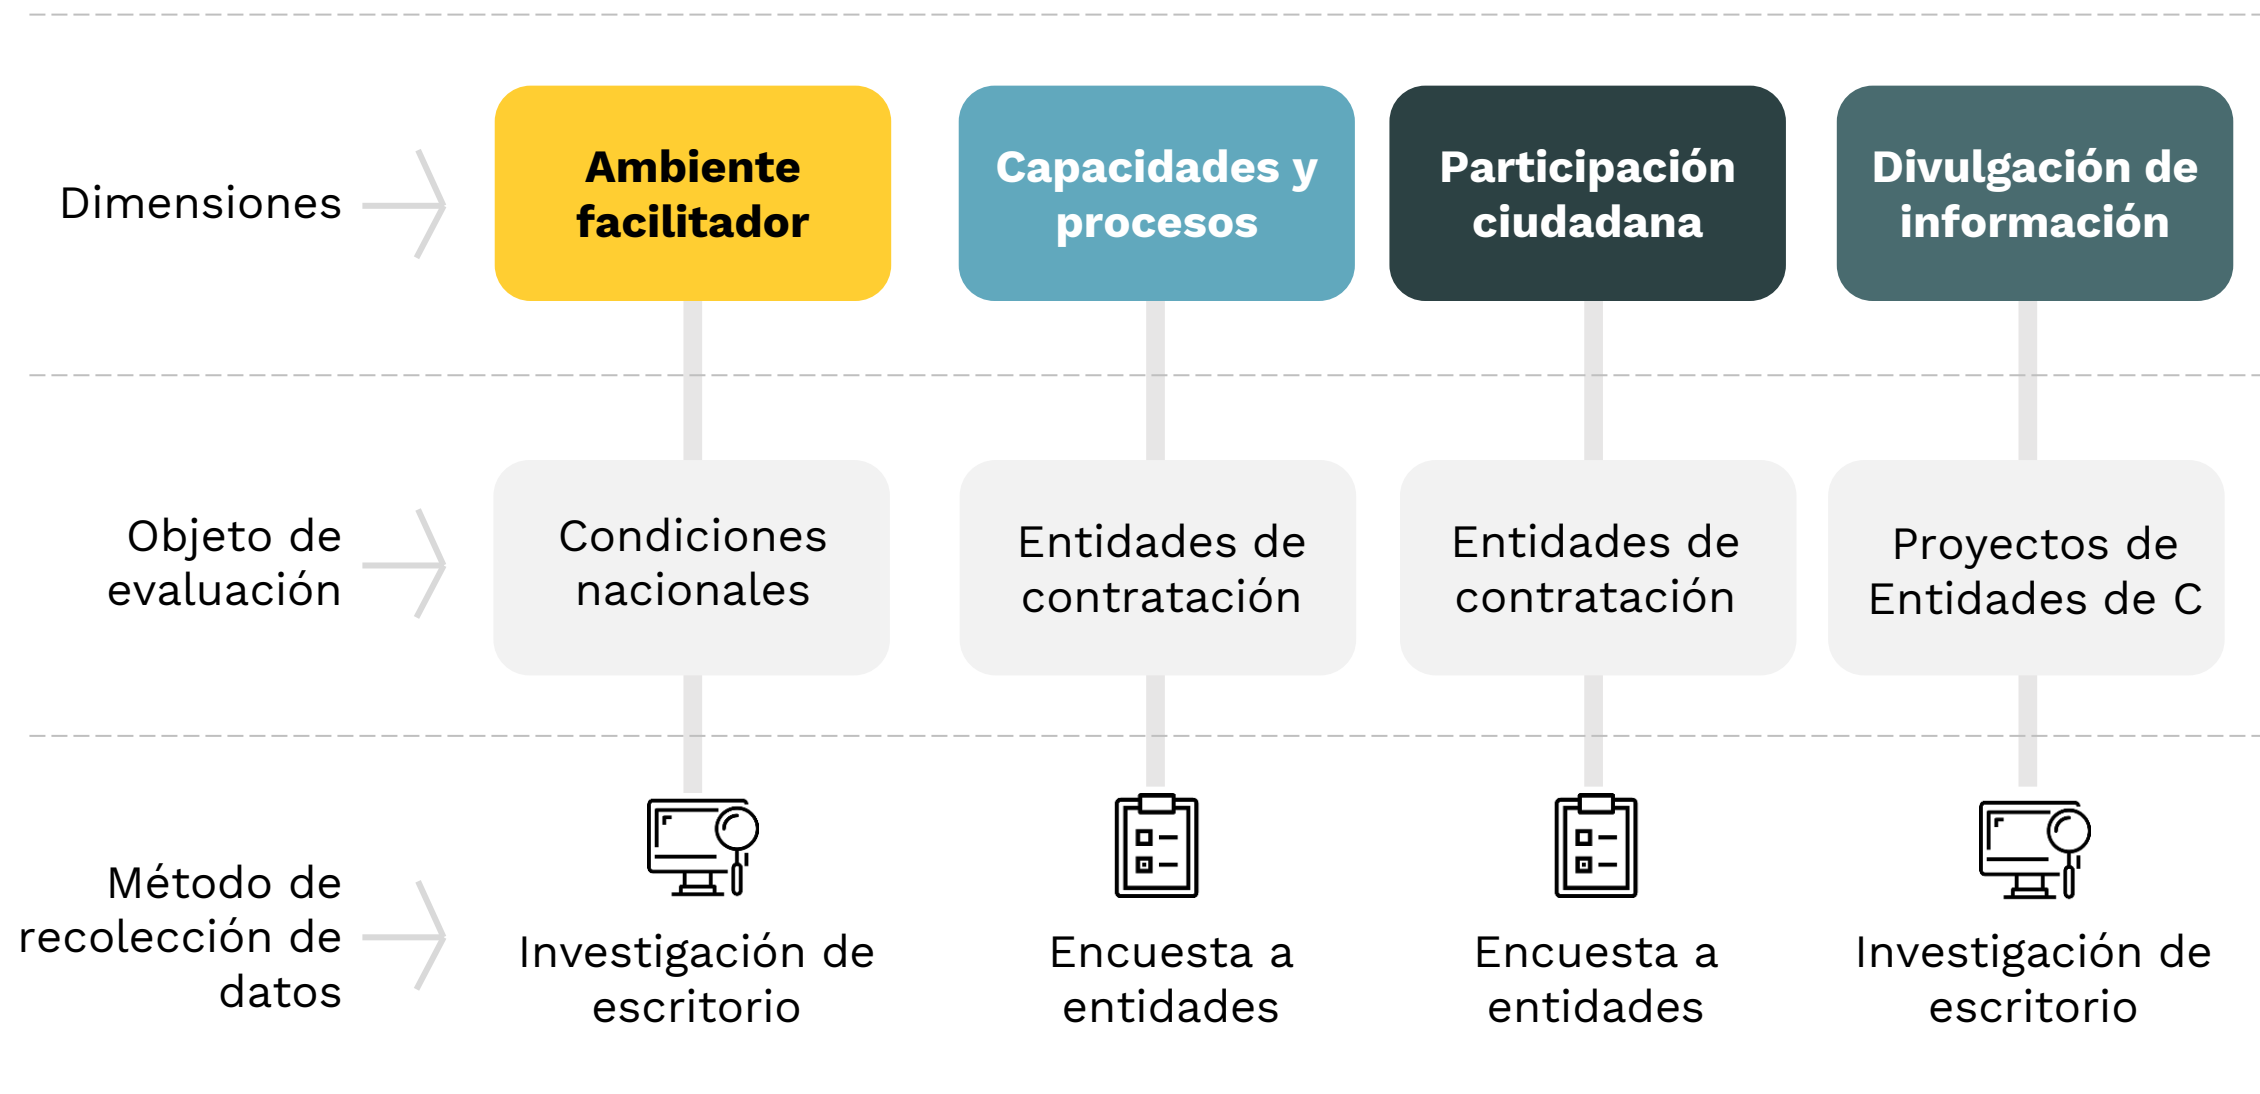 Dimensiones
Ambiente
facilitador
Capacidades y
procesos
Participación
ciudadana
Divulgación de
información
Objeto de
evaluación
Condiciones
nacionales
Entidades de
contratación
Entidades de
contratación
Proyectos de
Entidades de C
Método de
recolección de
datos
Investigación de
escritorio
Encuesta a
entidades
Encuesta a
entidades
Investigación de
escritorio